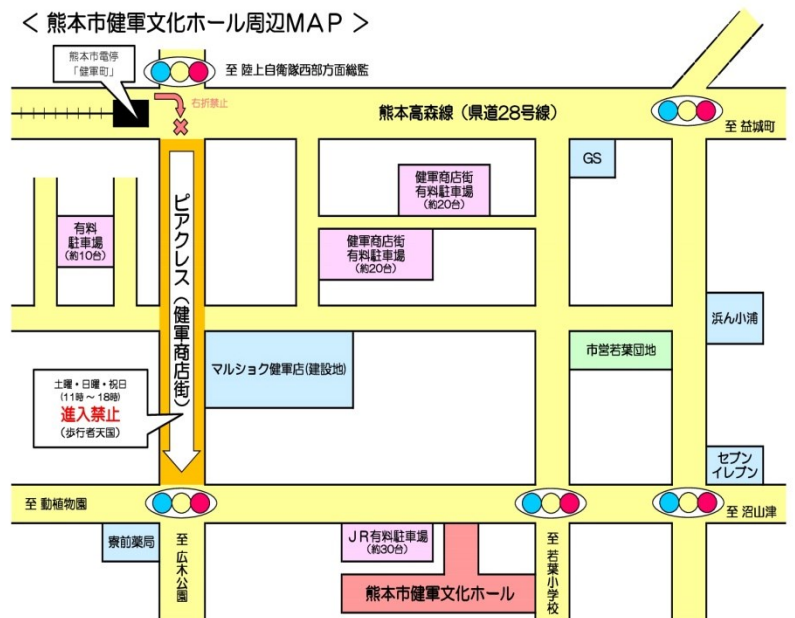 ＜ 熊本市健軍文化ホール周辺MAP ＞
熊本市電停
「健軍町」
至 陸上自衛隊西部方面総監
右折禁止
熊本高森線（県道28号線）
至 益城町
GS
健軍商店街
有料駐車場
(約20台)
有料
駐車場
(約10台)
健軍商店街
有料駐車場
(約20台)
ピアクレス（健軍商店街）
浜ん小浦
マルショク健軍店(建設地)
市営若葉団地
土曜・日曜・祝日
(11時～18時)
進入禁止
(歩行者天国)
セブン
イレブン
至 動植物園
至 沼山津
寮前薬局
至 広木公園
JR有料駐車場
(約30台)
至 若葉小学校
熊本市健軍文化ホール